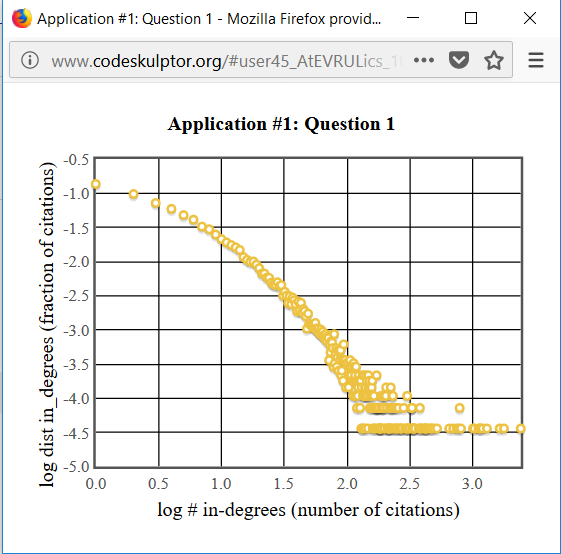 Application #1: Question 1 - Mozilla Firefox provid...
www.codeskulptor.org/#user45_AtEVRULics_
Application #1: Question 1
log dist in_degrees (fraction of citations)
-0.5
-1.0
-1.5
-2.0
-2.5
-3.0
-3.5
-4.0
-4.5
-5.0
0.0 0.5 1.0 1.5 2.0 2.5 3.0
log # in-degrees (number of citations)